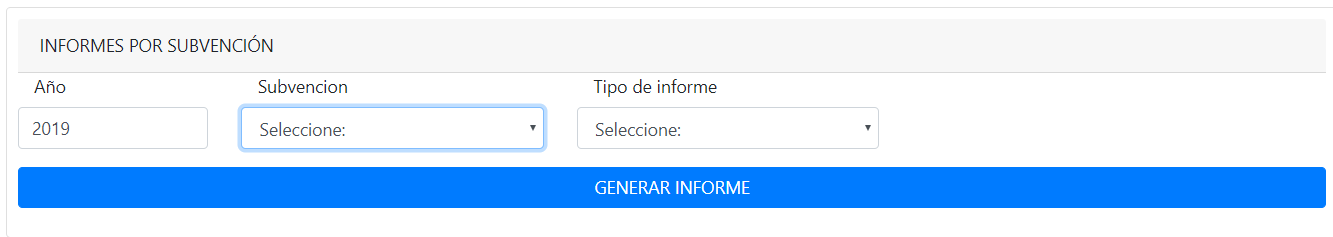 INFORMES POR SUBVENCIÓN
Año Subvencion Tipo de informe
2019 Seleccione: Seleccione:
GENERAR INFORME